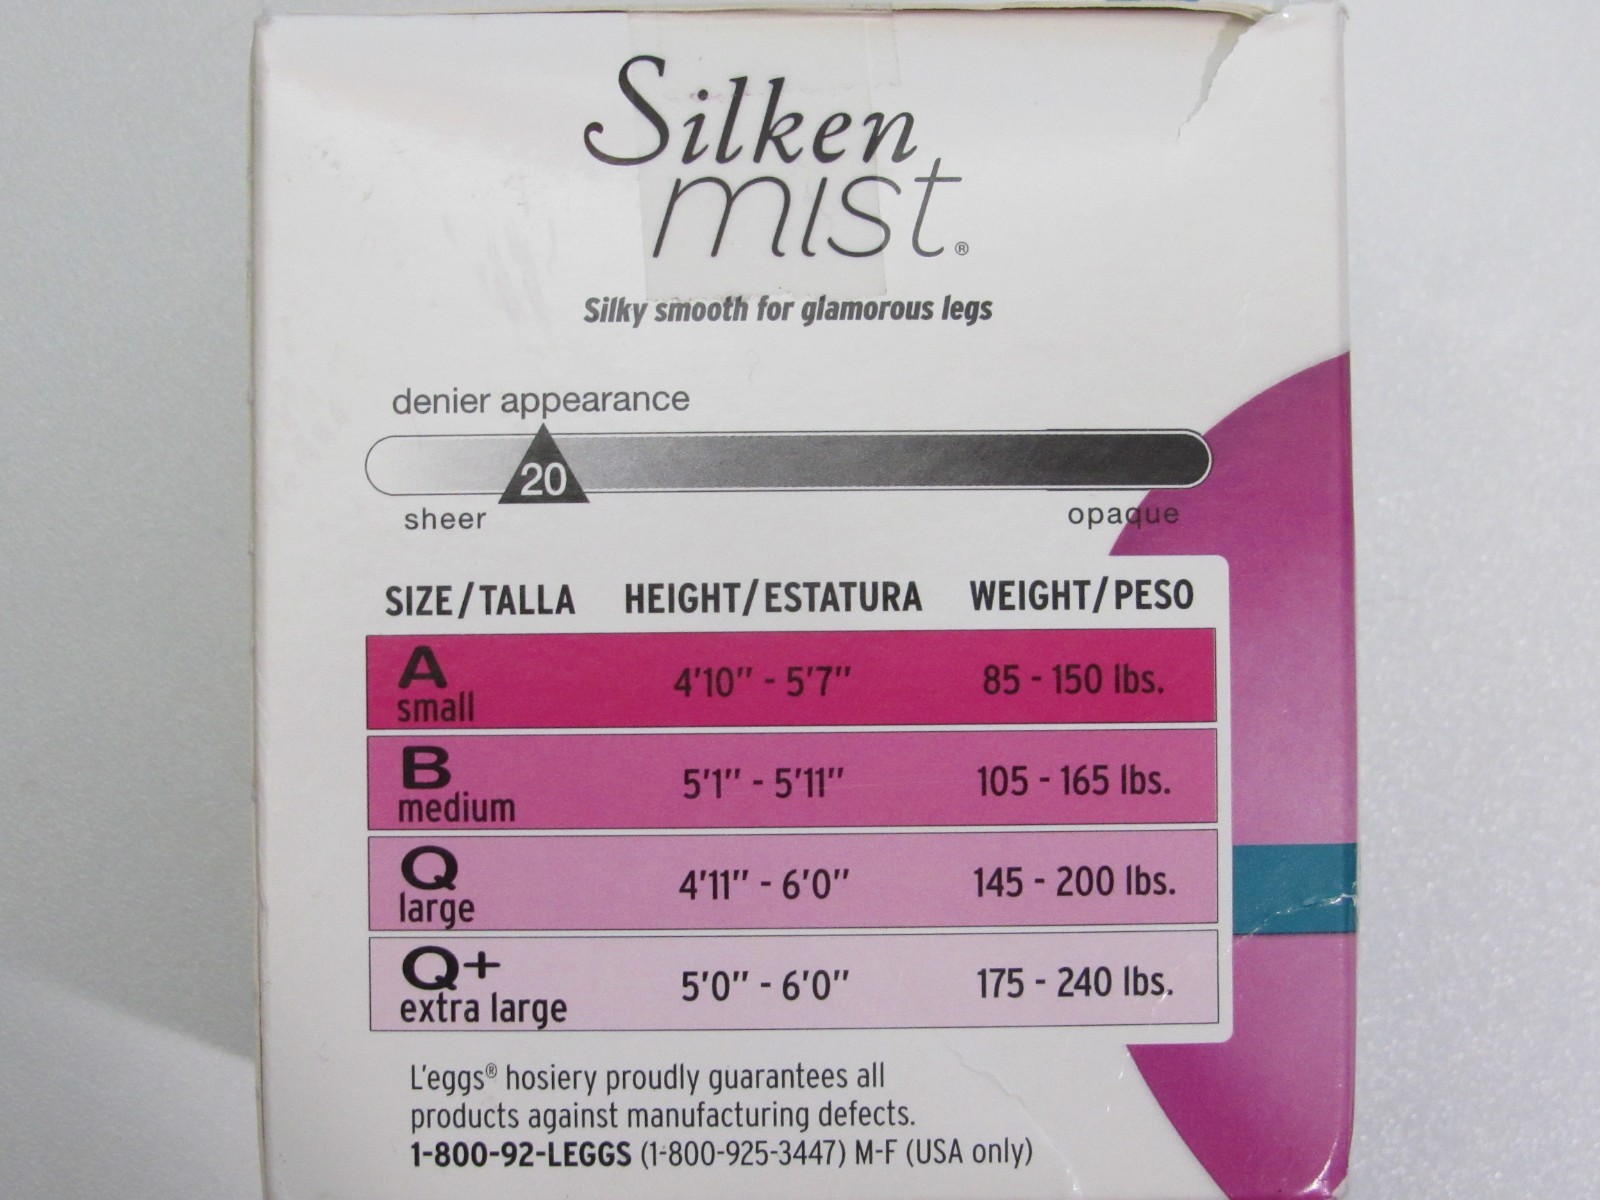 Silken
mist®
Silky smooth for glamorous legs
denier appearance
20
sheer opaque
SIZE/TALLA HEIGHT/ESTATURA WEIGHT/PESO
A
small 4'10" - 5'7" 85 - 150 lbs.
B
medium 5'1" - 5'11" 105 - 165 lbs.
Q
large 4'11" - 6'0" 145 - 200 lbs.
Q+
extra large 5'0" - 6'0" 175 - 240 lbs.
L'eggs® hosiery proudly guarantees all
products against manufacturing defects.
1-800-92-LEGGS (1-800-925-3447) M-F (USA only)